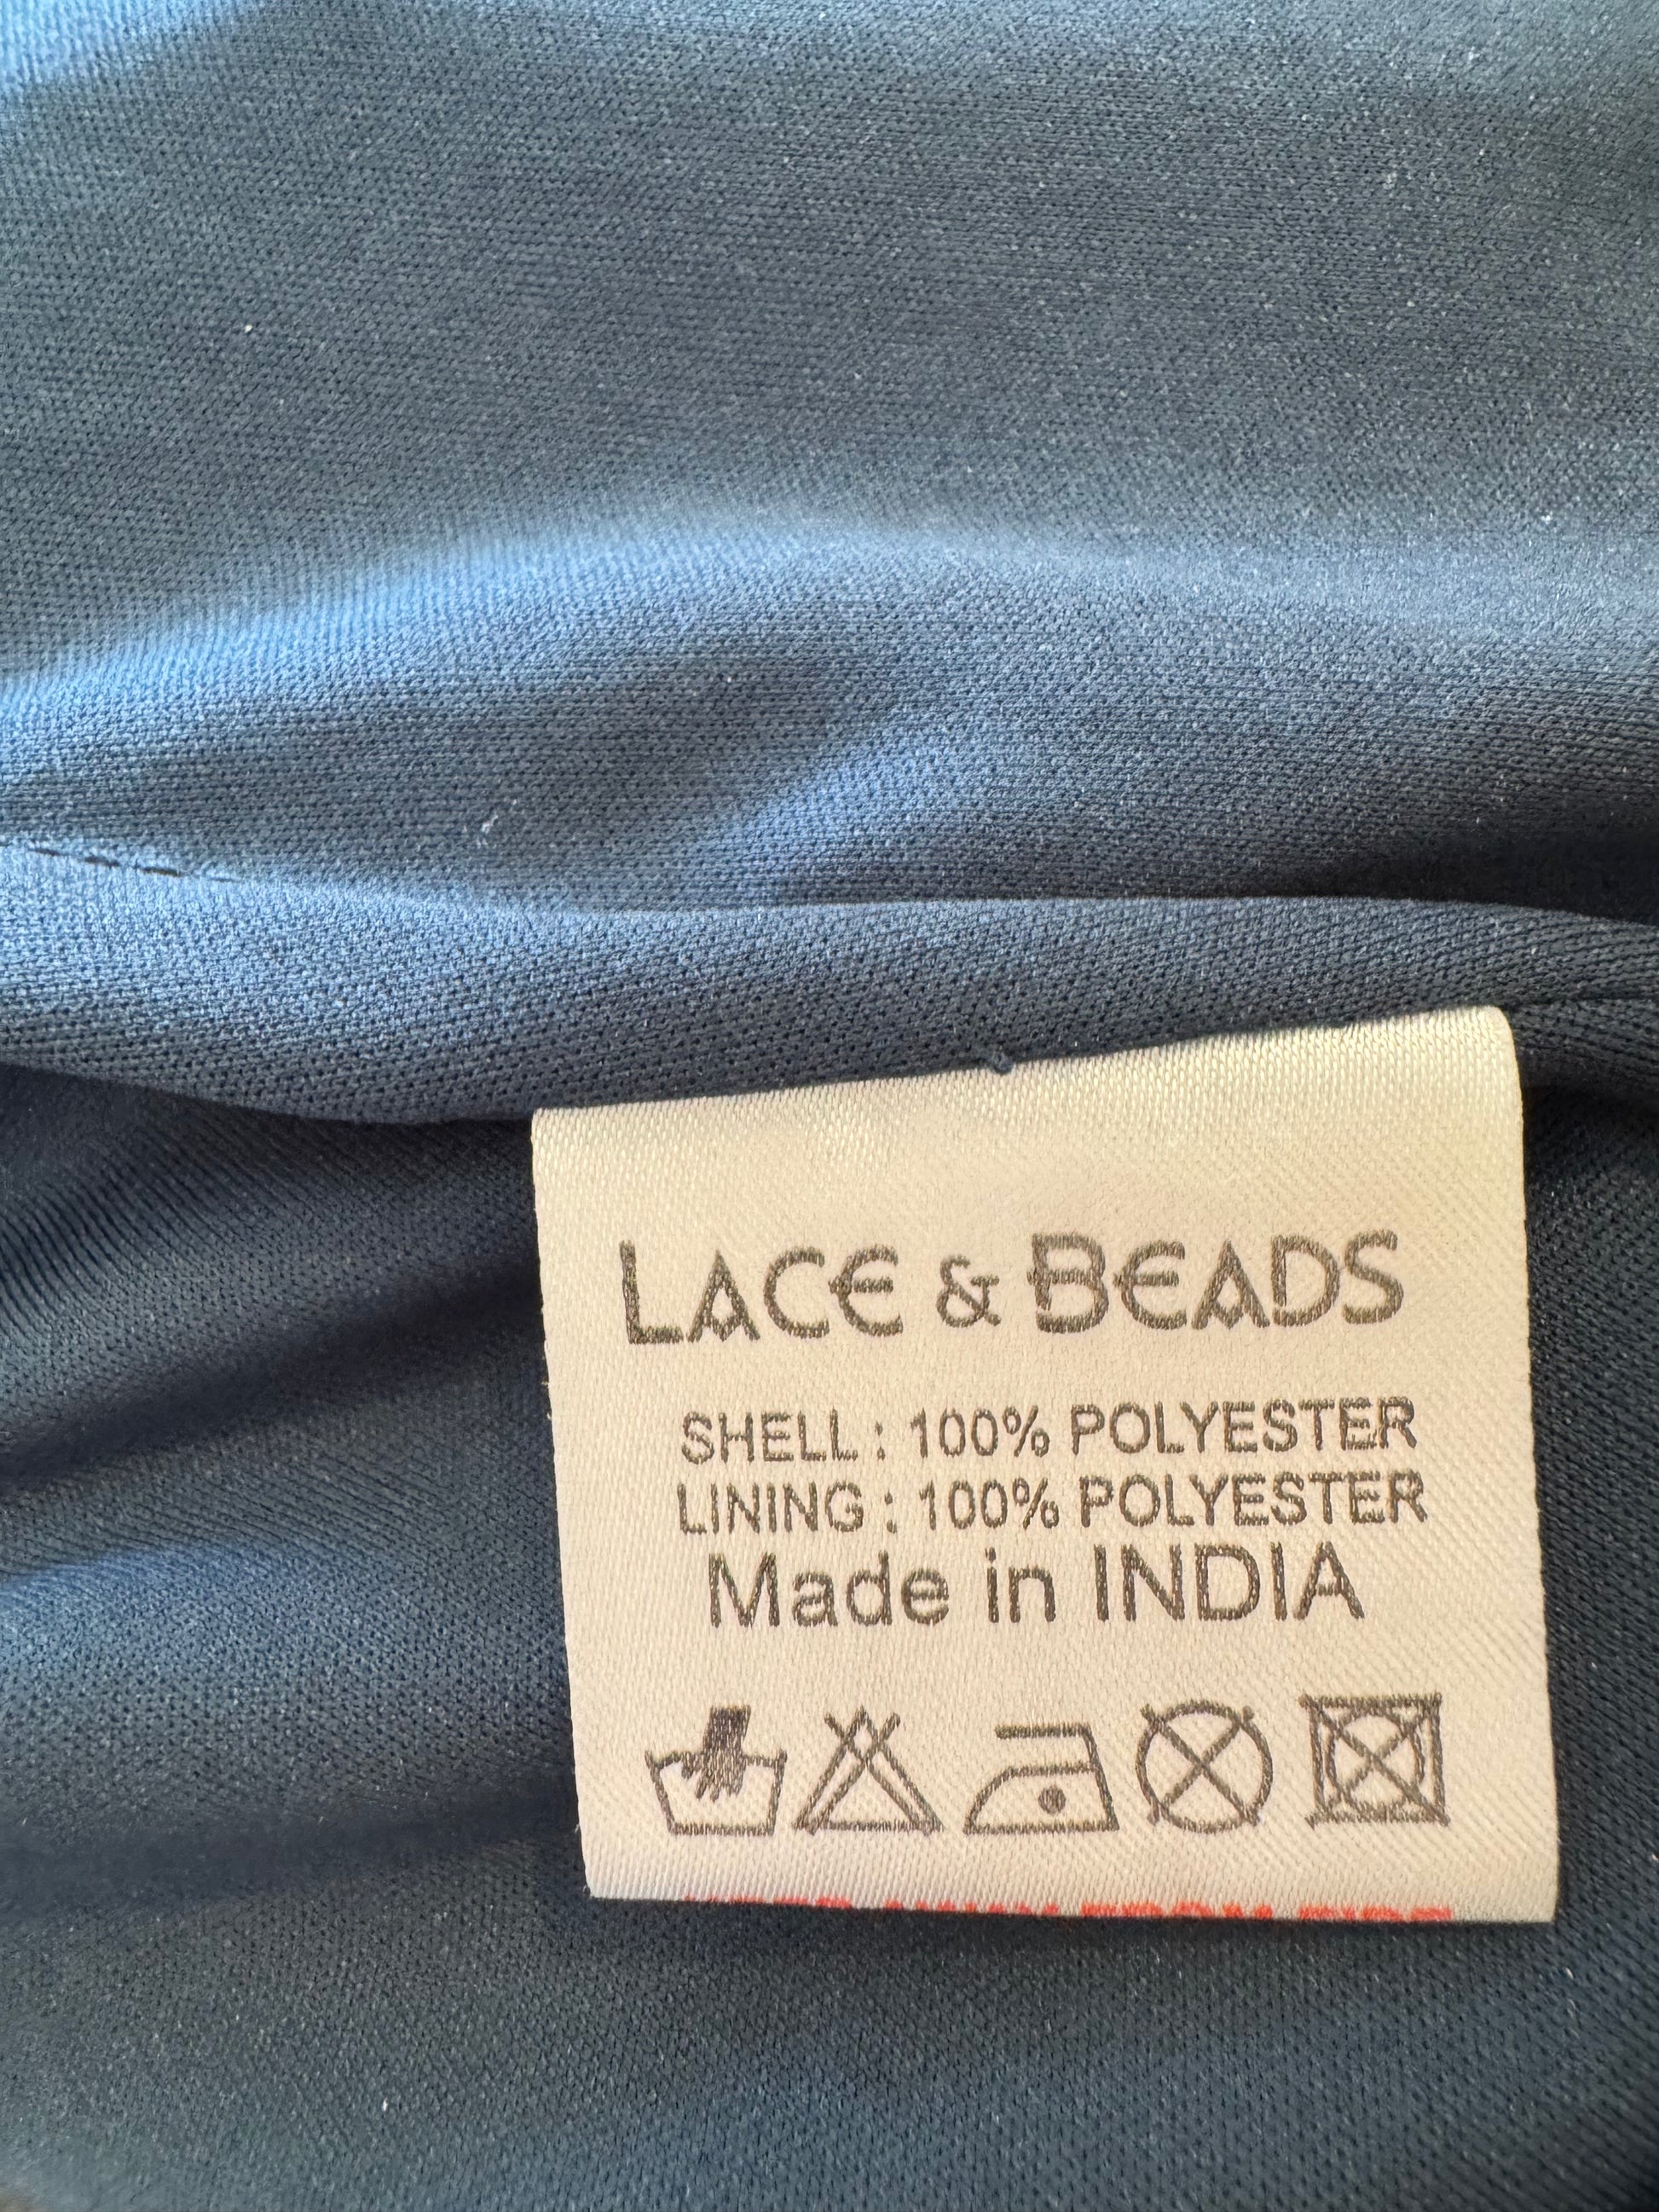 LACE & BEADS
SHELL : 100% POLYESTER
LINING : 100% POLYESTER
Made in INDIA